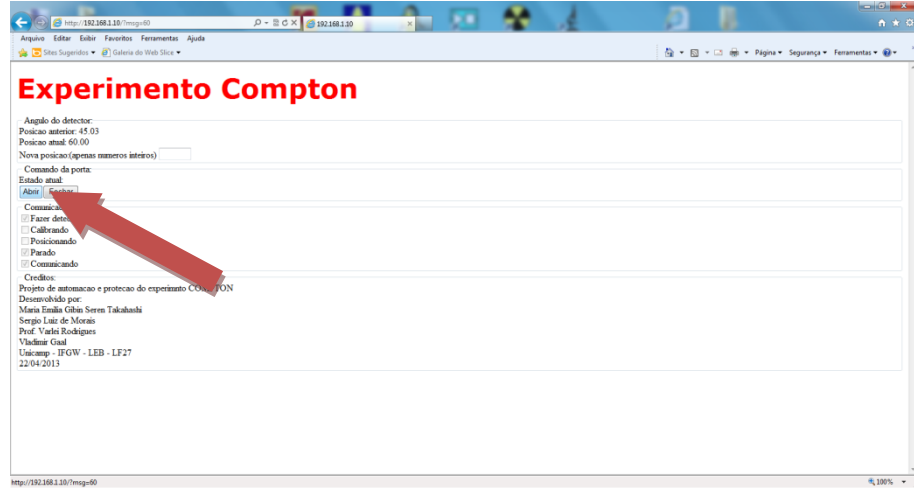 http://192.168.1.10/?msg=60
192.168.1.10
Arquivo Editar Exibir Favoritos Ferramentas Ajuda
Sites Sugeridos Galeria do Web Slice
Página Segurança Ferramentas
Experimento Compton
Angulo do detector:
Posicao anterior: 45.03
Posicao atual: 60.00
Nova posicao:(apenas numeros inteiros)
Comando da porta:
Estado atual:
Abrir Fechar
Fazer
Calibrando
Posicionando
Parado
Comunicando
Creditos:
Projeto de automacao e protecao do experimnto COMPTON
Desenvolvido por:
Maria Emilia Gibin Seren Takahashi
Sergio Luiz de Morais
Prof. Varlei Rodrigues
Vladimir Gaal
Unicamp - IFGW - LEB - LF27
22/04/2013
http://192.168.1.10/?msg=60
100%